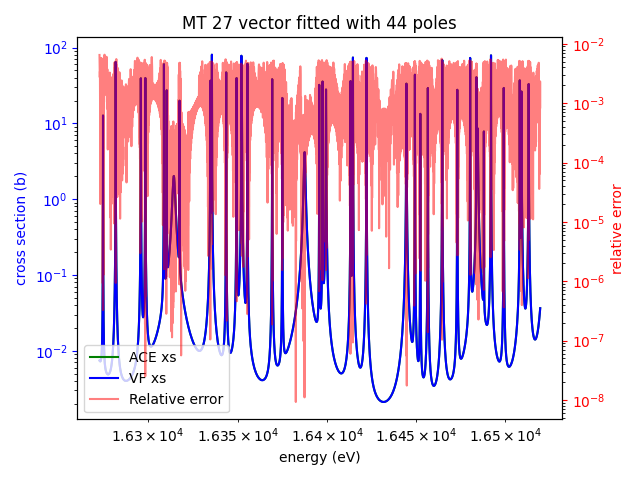 MT 27 vector fitted with 44 poles
10²
10¹
10⁰
10⁻¹
10⁻²
cross section (b)
10⁻²
10⁻³
10⁻⁴
10⁻⁵
10⁻⁶
10⁻⁷
10⁻⁸
relative error
ACE xs
VF xs
Relative error
1.63 × 10⁴ 1.635 × 10⁴ 1.64 × 10⁴ 1.645 × 10⁴ 1.65 × 10⁴
energy (eV)